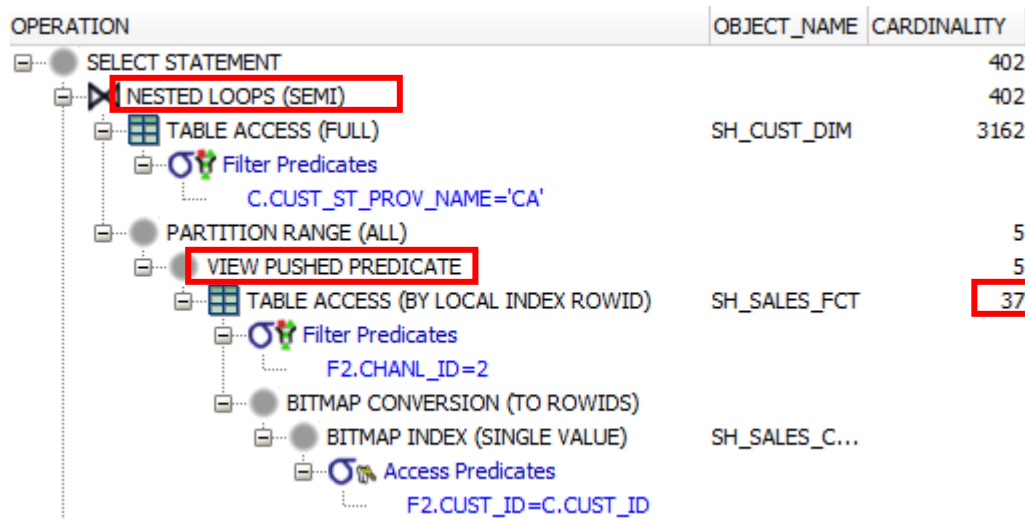 OPERATION OBJECT_NAME CARDINALITY
SELECT STATEMENT 402
NESTED LOOPS (SEMI) 402
TABLE ACCESS (FULL) SH_CUST_DIM 3162
Filter Predicates
C.CUST_ST_PROV_NAME='CA'
PARTITION RANGE (ALL) 5
VIEW PUSHED PREDICATE 5
TABLE ACCESS (BY LOCAL INDEX ROWID) SH_SALES_FCT 37
Filter Predicates
F2.CHANL_ID=2
BITMAP CONVERSION (TO ROWIDS)
BITMAP INDEX (SINGLE VALUE) SH_SALES_C...
Access Predicates
F2.CUST_ID=C.CUST_ID